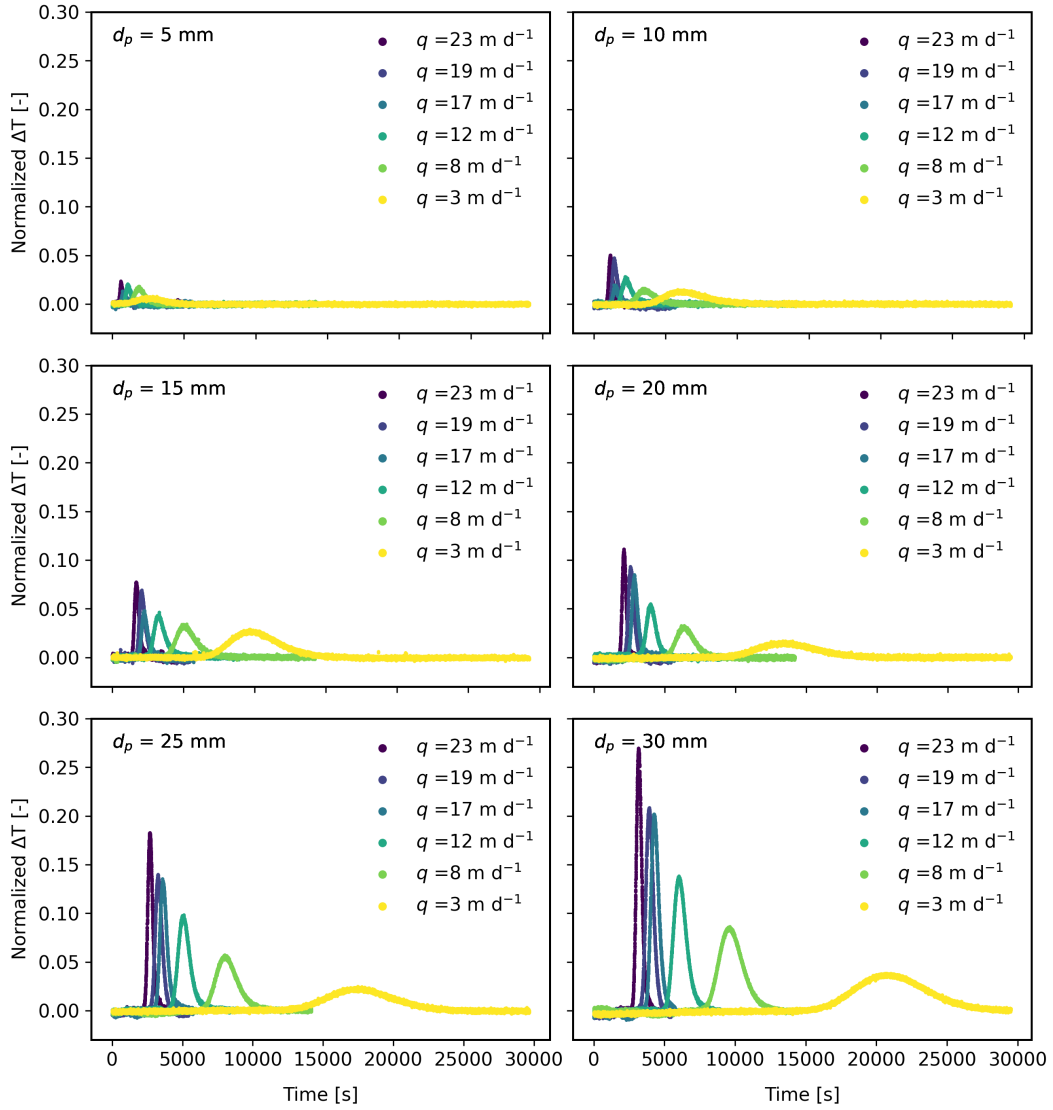 0.30
0.25
0.20
0.15
0.10
0.05
0.00
Normalized ΔT [-]
d_p = 5 mm
q =23 m d⁻¹
q =19 m d⁻¹
q =17 m d⁻¹
q =12 m d⁻¹
q =8 m d⁻¹
q =3 m d⁻¹
d_p = 10 mm
q =23 m d⁻¹
q =19 m d⁻¹
q =17 m d⁻¹
q =12 m d⁻¹
q =8 m d⁻¹
q =3 m d⁻¹
0.30
0.25
0.20
0.15
0.10
0.05
0.00
Normalized ΔT [-]
d_p = 15 mm
q =23 m d⁻¹
q =19 m d⁻¹
q =17 m d⁻¹
q =12 m d⁻¹
q =8 m d⁻¹
q =3 m d⁻¹
d_p = 20 mm
q =23 m d⁻¹
q =19 m d⁻¹
q =17 m d⁻¹
q =12 m d⁻¹
q =8 m d⁻¹
q =3 m d⁻¹
0.30
0.25
0.20
0.15
0.10
0.05
0.00
Normalized ΔT [-]
d_p = 25 mm
q =23 m d⁻¹
q =19 m d⁻¹
q =17 m d⁻¹
q =12 m d⁻¹
q =8 m d⁻¹
q =3 m d⁻¹
0 5000 10000 15000 20000 25000 30000
Time [s]
d_p = 30 mm
q =23 m d⁻¹
q =19 m d⁻¹
q =17 m d⁻¹
q =12 m d⁻¹
q =8 m d⁻¹
q =3 m d⁻¹
0 5000 10000 15000 20000 25000 30000
Time [s]